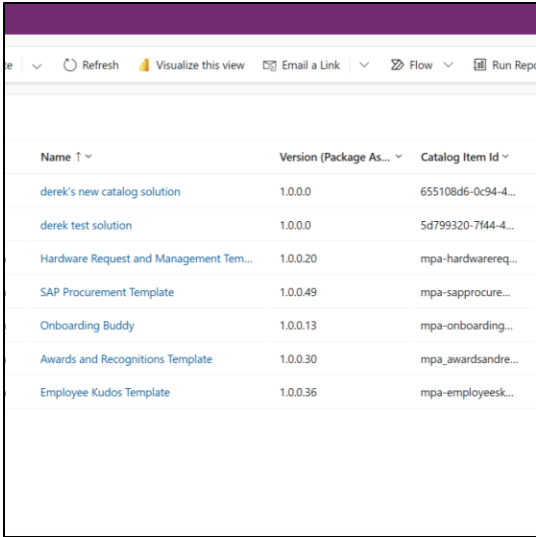 Refresh Visualize this view Email a Link Flow Run Repo
Name ↑ Version (Package As... Catalog Item Id
derek's new catalog solution 1.0.0.0 655108d6-0c94-4...
derek test solution 1.0.0.0 5d799320-7f44-4...
Hardware Request and Management Tem... 1.0.0.20 mpa-hardwarereq...
SAP Procurement Template 1.0.0.49 mpa-sapprocure...
Onboarding Buddy 1.0.0.13 mpa-onboarding...
Awards and Recognitions Template 1.0.0.30 mpa_awardsandre...
Employee Kudos Template 1.0.0.36 mpa-employeesk...